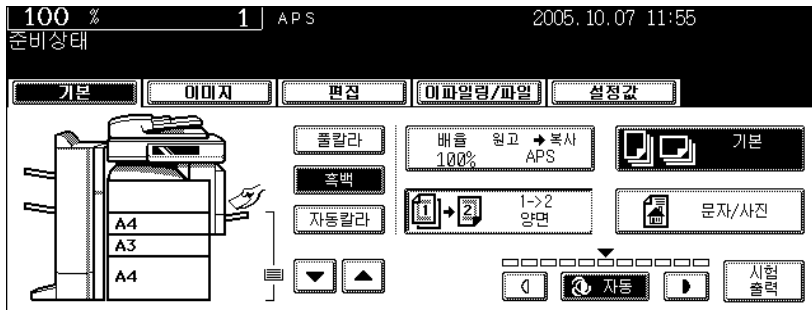 100 % 1 APS 2005.10.07 11:55
준비상태
기본 이미지 편집 이파일링/파일 설정값
풀칼라
흑백
자동칼라
배율 원고 → 복사
100% APS
기본
1 → 2 1->2
양면
문자/사진
A4
A3
A4
자동
시험
출력